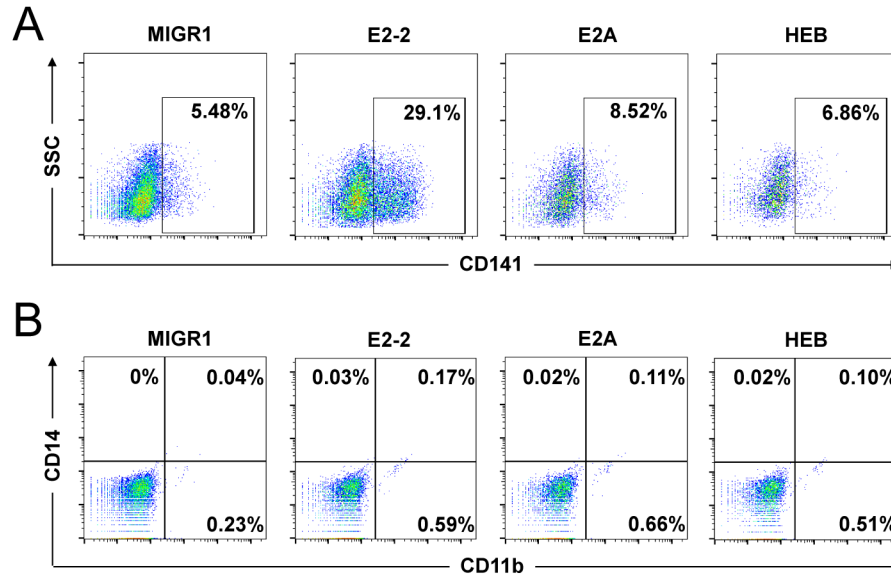 A
MIGR1 E2-2 E2A HEB
5.48% 29.1% 8.52% 6.86%
SSC
CD141
B
MIGR1 E2-2 E2A HEB
0% 0.04% 0.03% 0.17% 0.02% 0.11% 0.02% 0.10%
CD14
0.23% 0.59% 0.66% 0.51%
CD11b